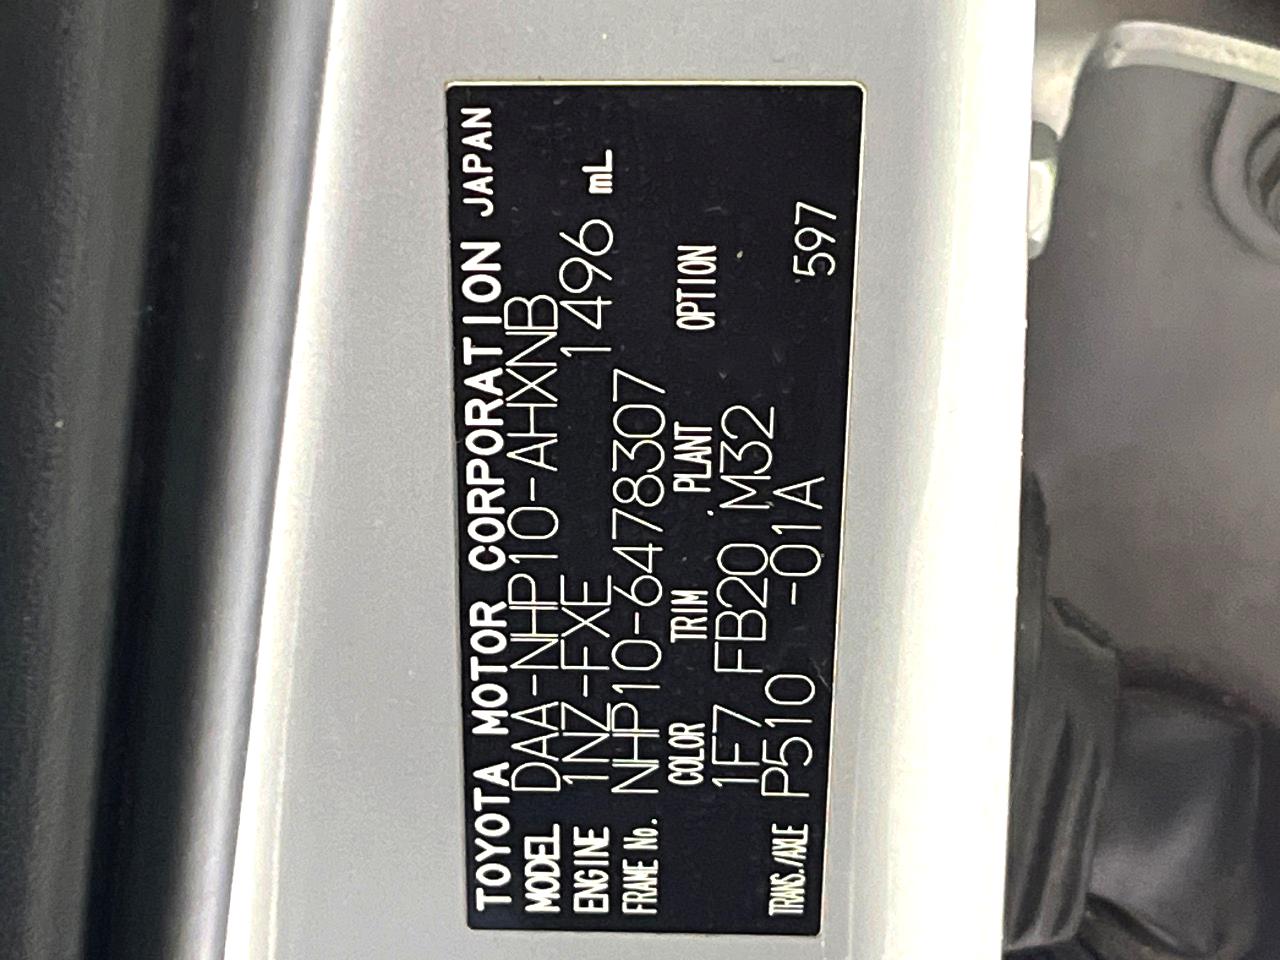 TOYOTA MOTOR CORPORATION JAPAN
MODEL DAA-NHP10-AHXNB
ENGINE 1NZ-FXE 1496 mL
FRAME No. NHP10-6478307
COLOR TRIM PLANT OPTION
1F7 FB20 M32
TRANS./AXLE P510 -01A 597